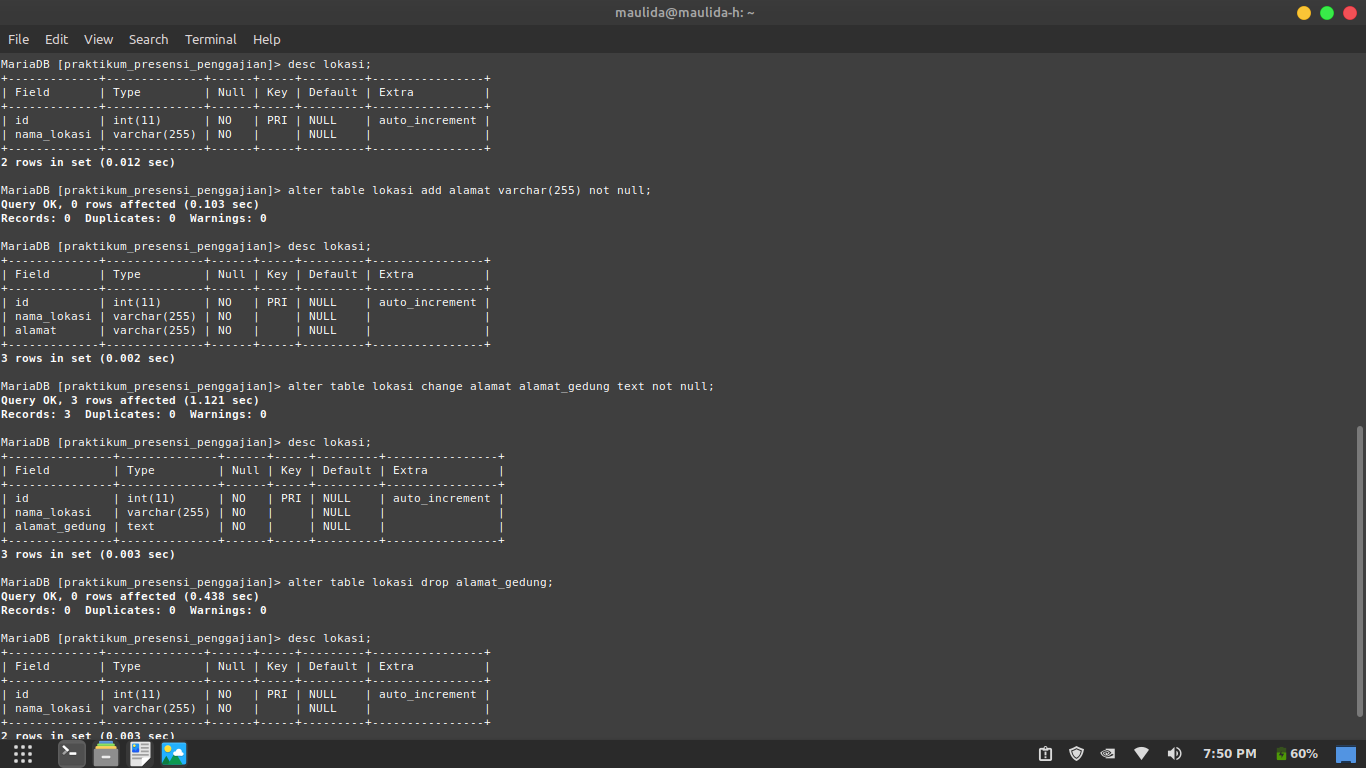 maulida@maulida-h: ~
File Edit View Search Terminal Help
MariaDB [praktikum_presensi_penggajian]> desc lokasi;
+-------------+--------------+------+-----+---------+----------------+
| Field       | Type         | Null | Key | Default | Extra          |
+-------------+--------------+------+-----+---------+----------------+
| id          | int(11)      | NO   | PRI | NULL    | auto_increment |
| nama_lokasi | varchar(255) | NO   |     | NULL    |                |
+-------------+--------------+------+-----+---------+----------------+
2 rows in set (0.012 sec)
MariaDB [praktikum_presensi_penggajian]> alter table lokasi add alamat varchar(255) not null;
Query OK, 0 rows affected (0.103 sec)
Records: 0  Duplicates: 0  Warnings: 0
MariaDB [praktikum_presensi_penggajian]> desc lokasi;
+-------------+--------------+------+-----+---------+----------------+
| Field       | Type         | Null | Key | Default | Extra          |
+-------------+--------------+------+-----+---------+----------------+
| id          | int(11)      | NO   | PRI | NULL    | auto_increment |
| nama_lokasi | varchar(255) | NO   |     | NULL    |                |
| alamat      | varchar(255) | NO   |     | NULL    |                |
+-------------+--------------+------+-----+---------+----------------+
3 rows in set (0.002 sec)
MariaDB [praktikum_presensi_penggajian]> alter table lokasi change alamat alamat_gedung text not null;
Query OK, 3 rows affected (1.121 sec)
Records: 3  Duplicates: 0  Warnings: 0
MariaDB [praktikum_presensi_penggajian]> desc lokasi;
+---------------+--------------+------+-----+---------+----------------+
| Field         | Type         | Null | Key | Default | Extra          |
+---------------+--------------+------+-----+---------+----------------+
| id            | int(11)      | NO   | PRI | NULL    | auto_increment |
| nama_lokasi   | varchar(255) | NO   |     | NULL    |                |
| alamat_gedung | text         | NO   |     | NULL    |                |
+---------------+--------------+------+-----+---------+----------------+
3 rows in set (0.003 sec)
MariaDB [praktikum_presensi_penggajian]> alter table lokasi drop alamat_gedung;
Query OK, 0 rows affected (0.438 sec)
Records: 0  Duplicates: 0  Warnings: 0
MariaDB [praktikum_presensi_penggajian]> desc lokasi;
+-------------+--------------+------+-----+---------+----------------+
| Field       | Type         | Null | Key | Default | Extra          |
+-------------+--------------+------+-----+---------+----------------+
| id          | int(11)      | NO   | PRI | NULL    | auto_increment |
| nama_lokasi | varchar(255) | NO   |     | NULL    |                |
+-------------+--------------+------+-----+---------+----------------+
2 rows in set (0.003 sec)
7:50 PM 60%